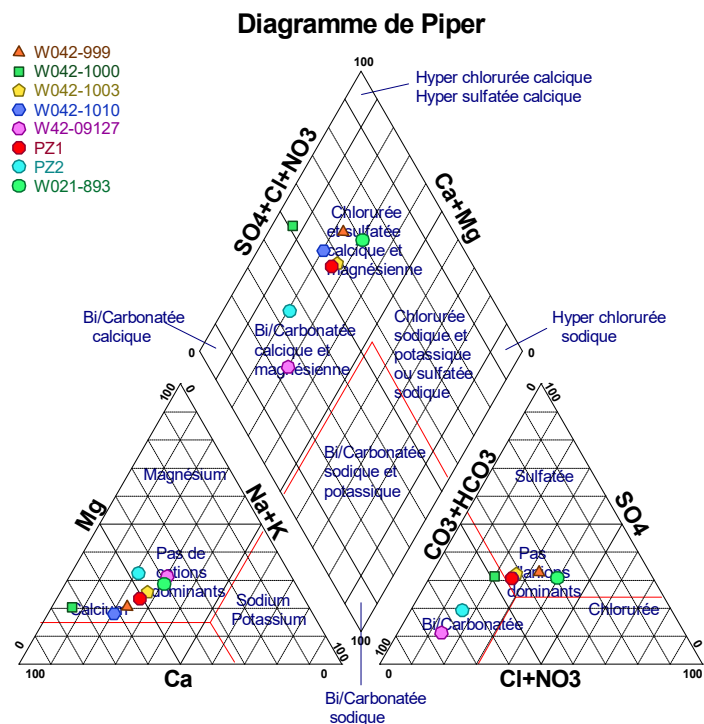 Diagramme de Piper
W042-999
W042-1000
W042-1003
W042-1010
W42-09127
PZ1
PZ2
W021-893
100
Hyper chlorurée calcique
Hyper sulfatée calcique
SO4+Cl+NO3
Ca+Mg
Chlorurée
et sulfatée
calcique et
magnésienne
Bi/Carbonatée
calcique
Chlorurée
sodique et
potassique
ou sulfatée
sodique
Hyper chlorurée
sodique
0
0
Bi/Carbonatée
calcique et
magnésienne
100
0
0
100
Bi/Carbonatée
sodique et
potassique
Magnésium
Sulfatée
Mg
Na+K
CO3+HCO3
SO4
Pas de
cations
dominants
Pas
d'anions
dominants
Calcium
Sodium
Potassium
Chlorurée
Bi/Carbonatée
0
100
100
0
100
100
Ca
0
0
Cl+NO3
100
Bi/Carbonatée
sodique